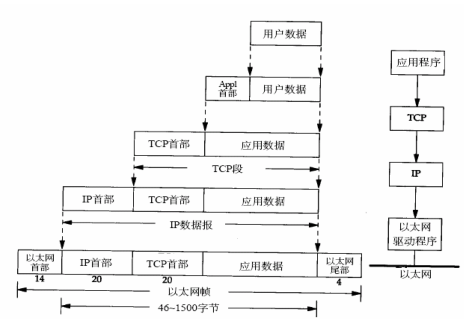 用户数据
Appl
首部
用户数据
TCP首部
应用数据
TCP段
IP首部
TCP首部
应用数据
IP数据报
以太网
首部
IP首部
TCP首部
应用数据
以太网
尾部
14
20
20
4
以太网帧
46~1500字节
应用程序
TCP
IP
以太网
驱动程序
以太网